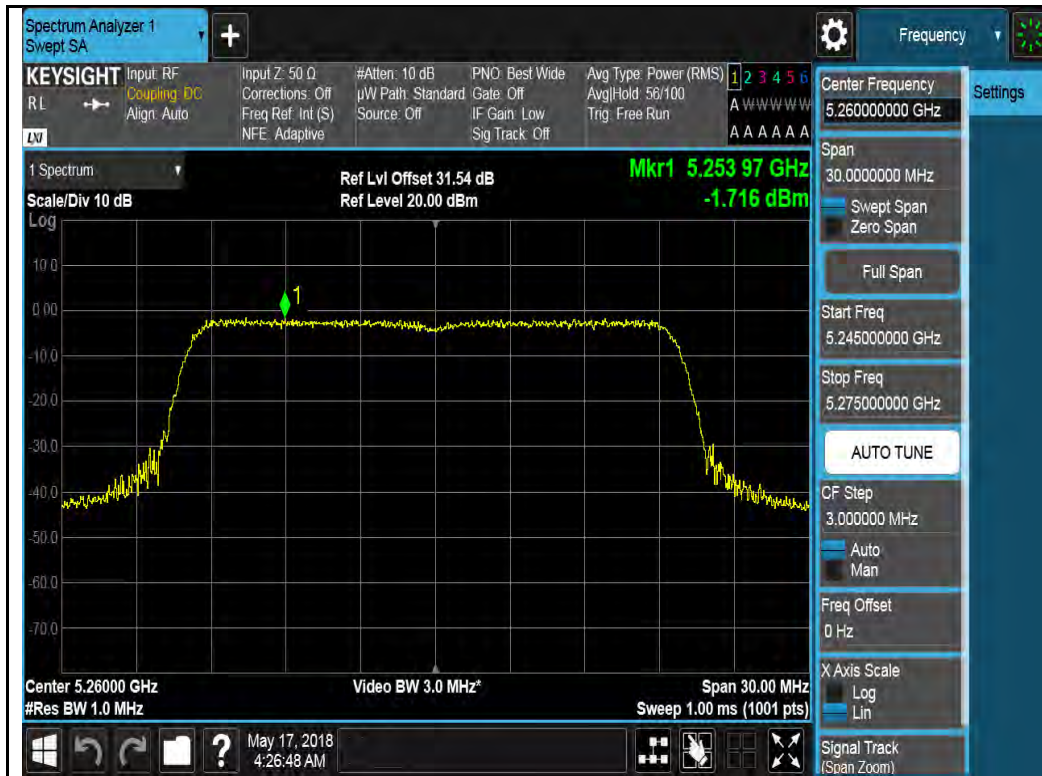 Spectrum Analyzer 1
Swept SA
+
Frequency
KEYSIGHT
RL
LXI
Input: RF
Coupling: DC
Align: Auto
Input Z: 50 Ω
Corrections: Off
Freq Ref: Int (S)
NFE: Adaptive
#Atten: 10 dB
µW Path: Standard
Source: Off
PNO: Best Wide
Gate: Off
IF Gain: Low
Sig Track: Off
Avg Type: Power (RMS)
Avg|Hold: 56/100
Trig: Free Run
1 2 3 4 5 6
A W W W W W
A A A A A A
1 Spectrum
Scale/Div 10 dB
Ref Lvl Offset 31.54 dB
Ref Level 20.00 dBm
Mkr1 5.253 97 GHz
-1.716 dBm
Log
10.0
0.00
-10.0
-20.0
-30.0
-40.0
-50.0
-60.0
-70.0
1
Center 5.26000 GHz
#Res BW 1.0 MHz
Video BW 3.0 MHz*
Span 30.00 MHz
Sweep 1.00 ms (1001 pts)
?
May 17, 2018
4:26:48 AM
Center Frequency
5.260000000 GHz
Span
30.0000000 MHz
Swept Span
Zero Span
Full Span
Start Freq
5.245000000 GHz
Stop Freq
5.275000000 GHz
AUTO TUNE
CF Step
3.000000 MHz
Auto
Man
Freq Offset
0 Hz
X Axis Scale
Log
Lin
Signal Track
(Span Zoom)
Settings